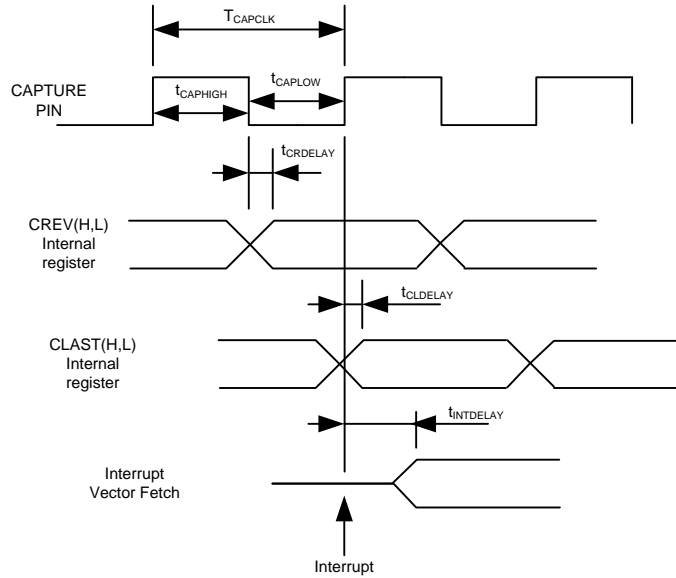 TCAPCLK
CAPTURE
PIN
tCAPHIGH
tCAPLOW
tCRDELAY
CREV(H,L)
Internal
register
tCLDELAY
CLAST(H,L)
Internal
register
tINTDELAY
Interrupt
Vector Fetch
Interrupt